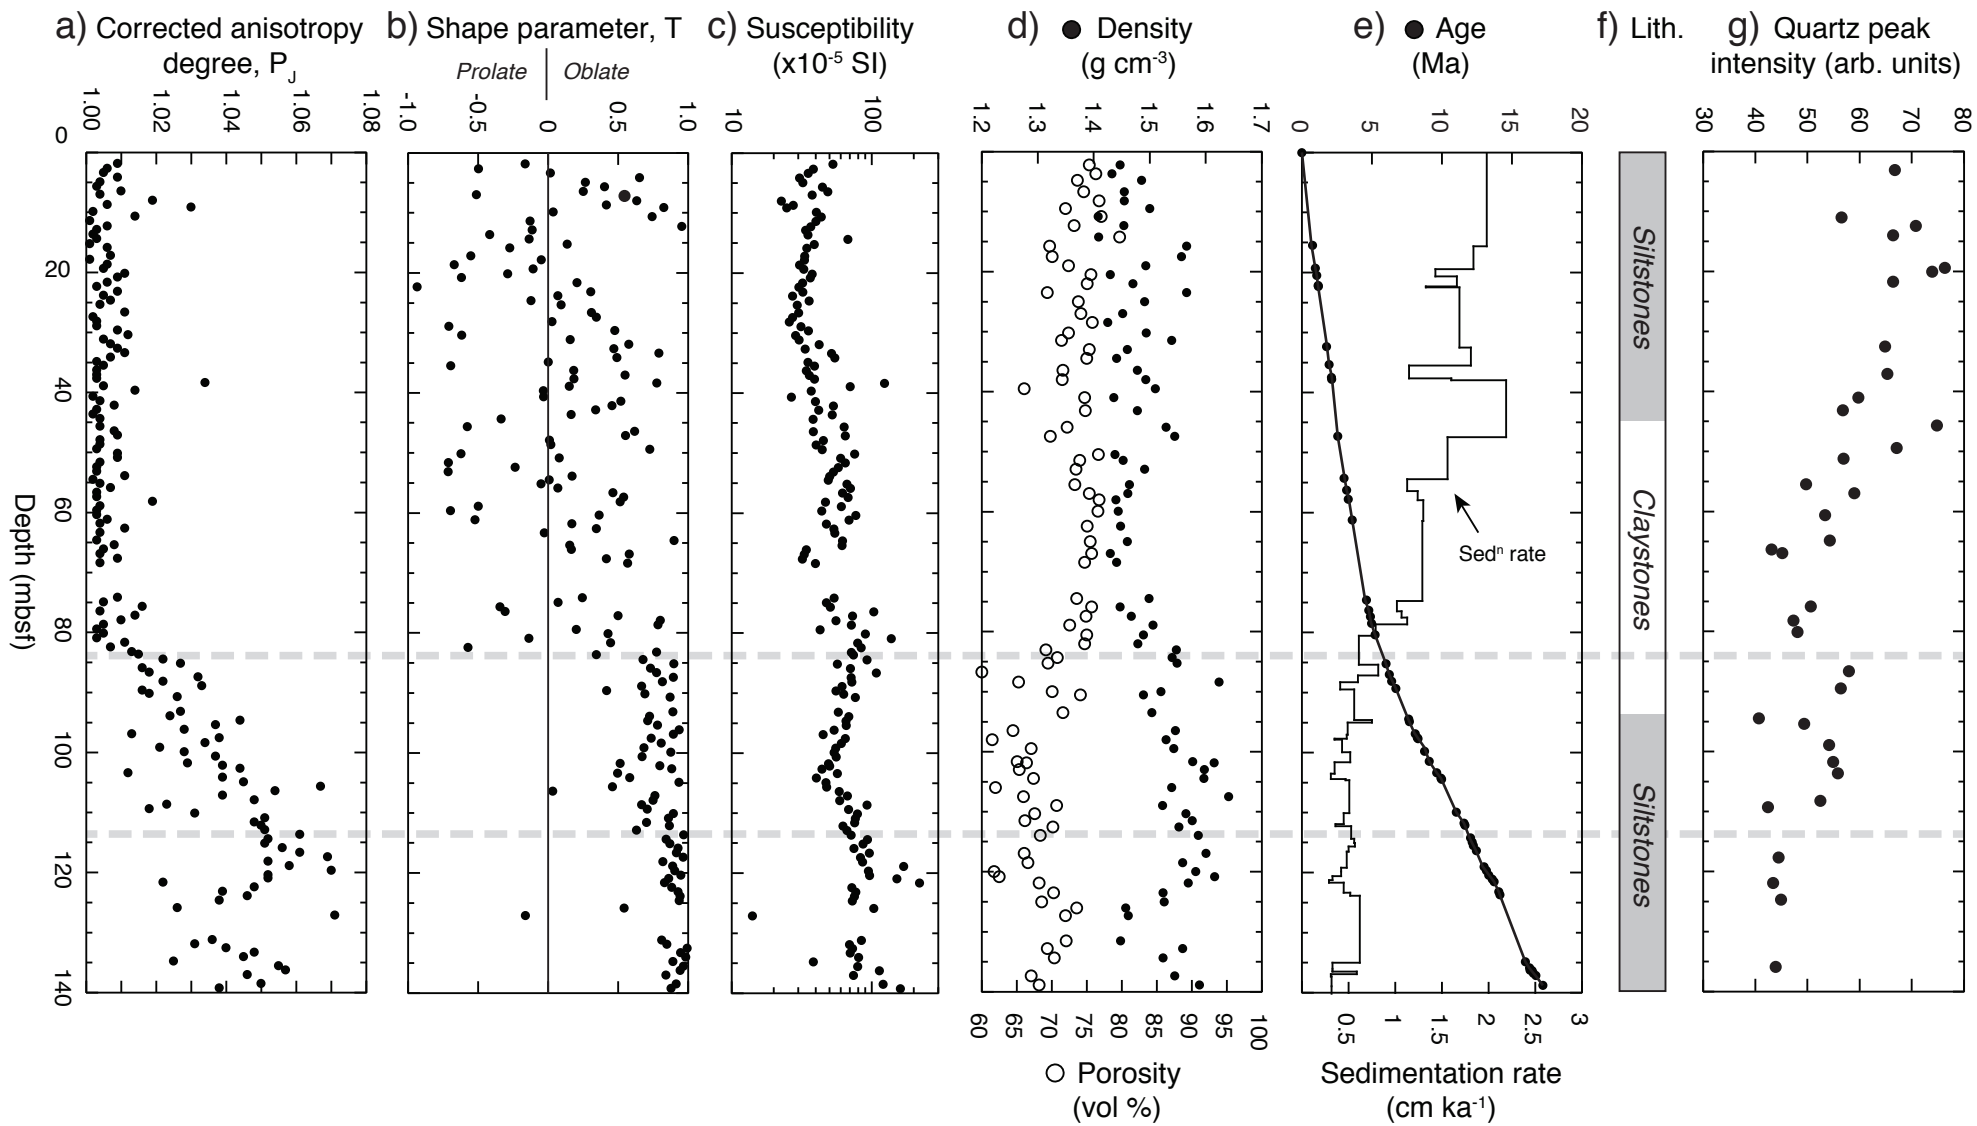 a) Corrected anisotropy
degree, PJ
b) Shape parameter, T
Prolate
Oblate
c) Susceptibility
(x10-5 SI)
d) ● Density
(g cm-3)
e) ● Age
(Ma)
f) Lith.
g) Quartz peak
intensity (arb. units)
1.00 1.02 1.04 1.06 1.08
-1.0 -0.5 0 0.5 1.0
10 100
1.2 1.3 1.4 1.4 1.5 1.6 1.7
0 5 10 15 20
30 40 50 60 70 80
0
20
40
60
80
100
120
140
Depth (mbsf)
Siltstones
Claystones
Siltstones
Sedn rate
60 65 70 75 80 85 90 95 100
0.5 1 1.5 2 2.5 3
○ Porosity
(vol %)
Sedimentation rate
(cm ka-1)